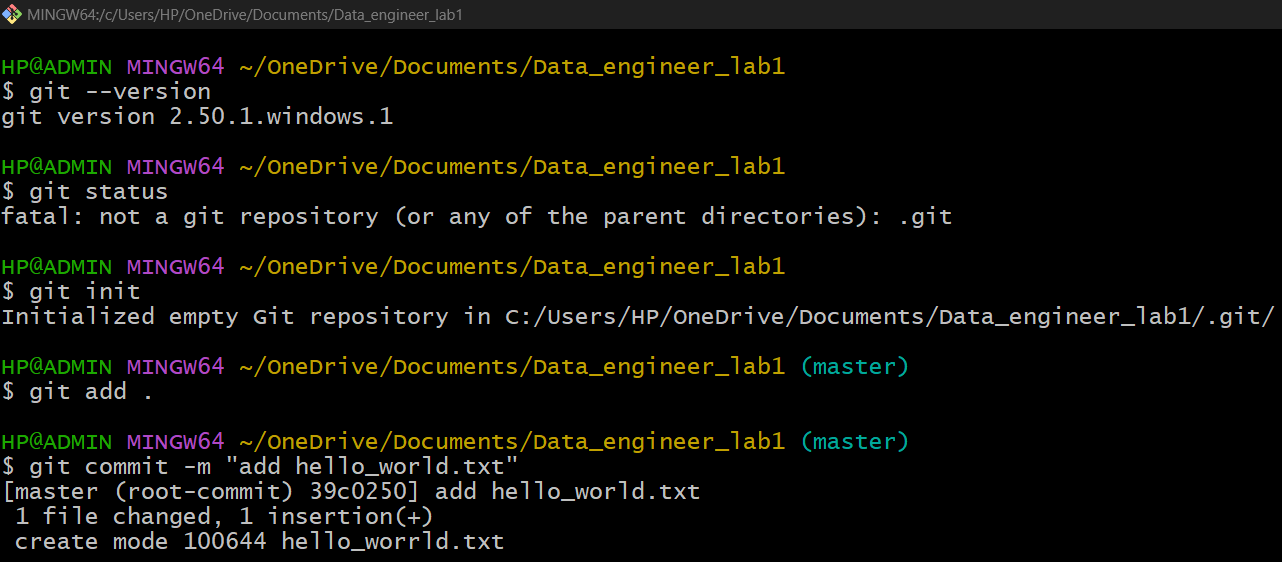 MINGW64:/c/Users/HP/OneDrive/Documents/Data_engineer_lab1
HP@ADMIN MINGW64 ~/OneDrive/Documents/Data_engineer_lab1
$ git --version
git version 2.50.1.windows.1
HP@ADMIN MINGW64 ~/OneDrive/Documents/Data_engineer_lab1
$ git status
fatal: not a git repository (or any of the parent directories): .git
HP@ADMIN MINGW64 ~/OneDrive/Documents/Data_engineer_lab1
$ git init
Initialized empty Git repository in C:/Users/HP/OneDrive/Documents/Data_engineer_lab1/.git/
HP@ADMIN MINGW64 ~/OneDrive/Documents/Data_engineer_lab1 (master)
$ git add .
HP@ADMIN MINGW64 ~/OneDrive/Documents/Data_engineer_lab1 (master)
$ git commit -m "add hello_world.txt"
[master (root-commit) 39c0250] add hello_world.txt
 1 file changed, 1 insertion(+)
 create mode 100644 hello_worrld.txt